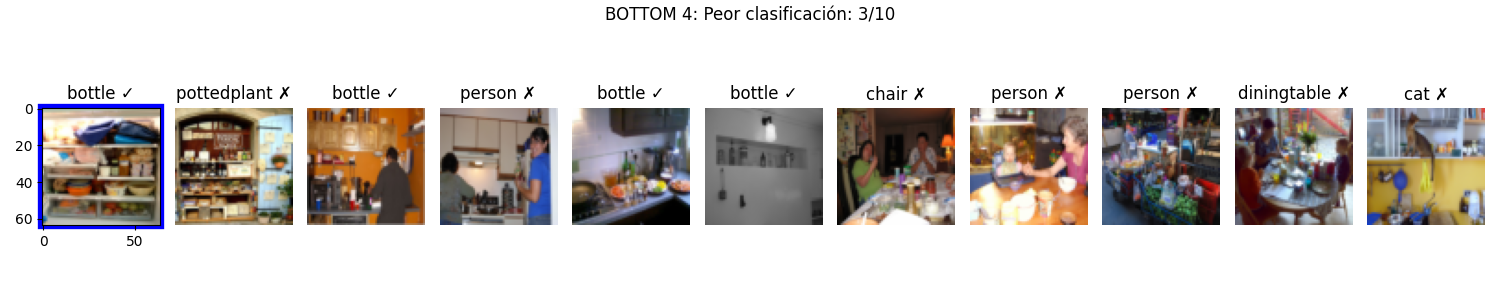 BOTTOM 4: Peor clasificación: 3/10
bottle ✓ pottedplant ✗ bottle ✓ person ✗ bottle ✓ bottle ✓ chair ✗ person ✗ person ✗ diningtable ✗ cat ✗
0
20
40
60
0 50